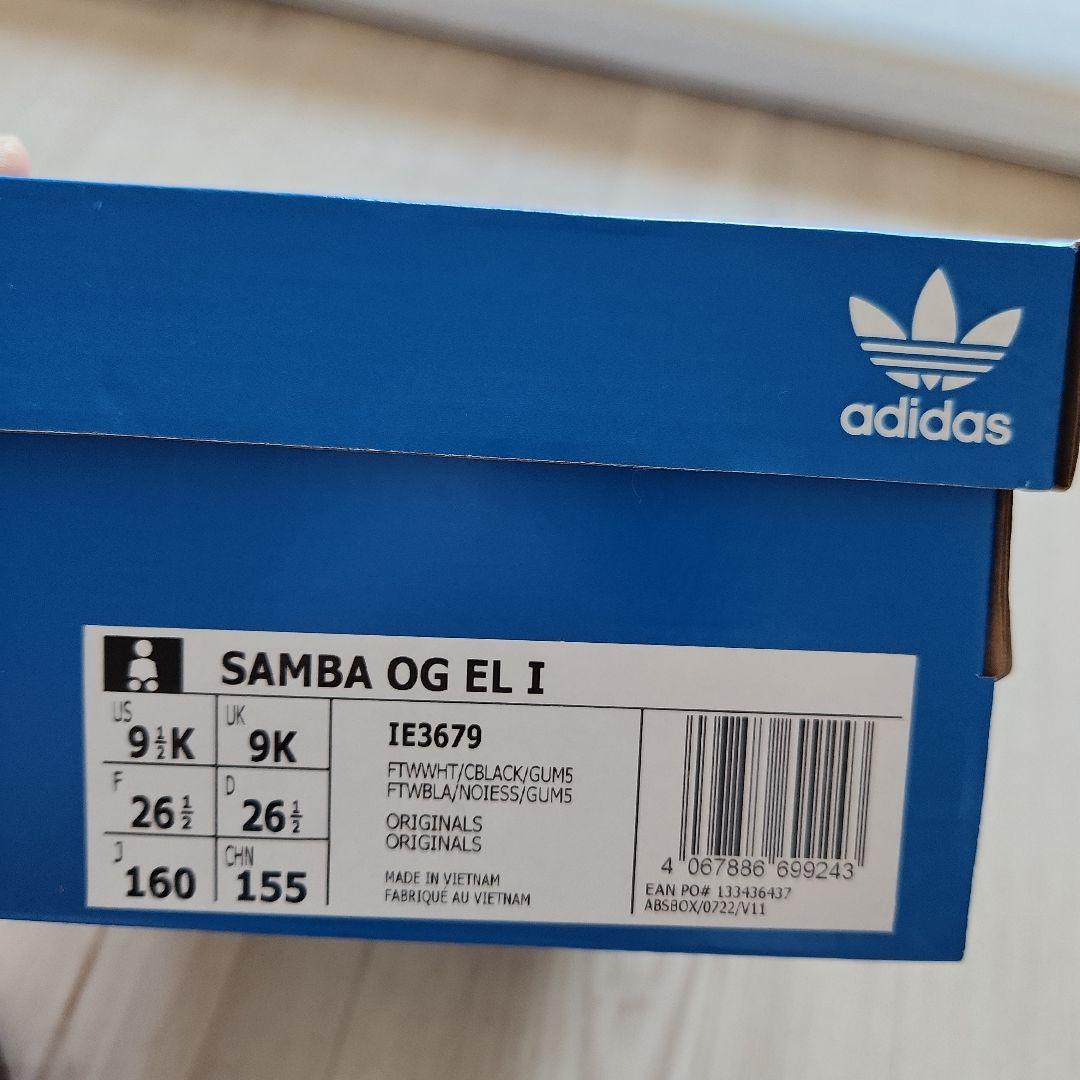 adidas
SAMBA OG EL I
US
9½K
UK
9K
F
26½
D
26½
J
160
CHN
155
IE3679
FTWWHT/CBLACK/GUM5
FTWBLA/NOIESS/GUM5
ORIGINALS
ORIGINALS
MADE IN VIETNAM
FABRIQUÉ AU VIETNAM
4 067886 699243
EAN PO# 133436437
ABSBOX/0722/V11